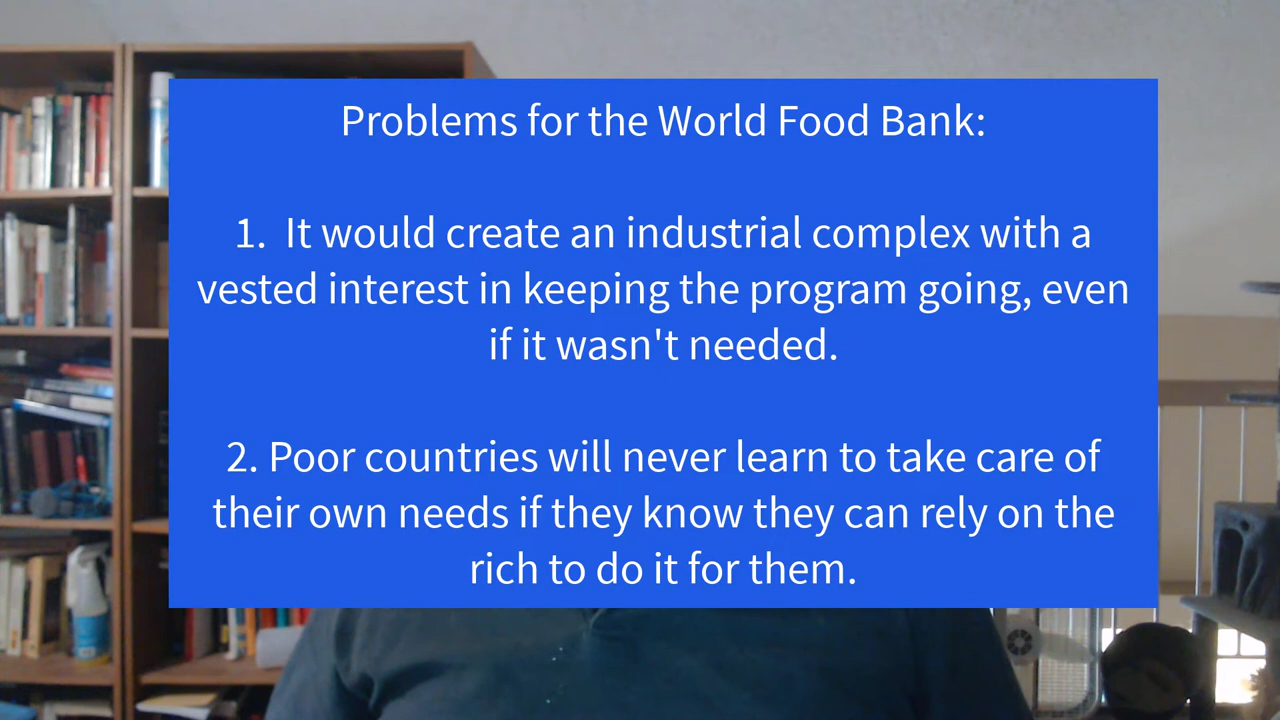 Problems for the World Food Bank:
1.  It would create an industrial complex with a
vested interest in keeping the program going, even
if it wasn't needed.
2. Poor countries will never learn to take care of
their own needs if they know they can rely on the
rich to do it for them.